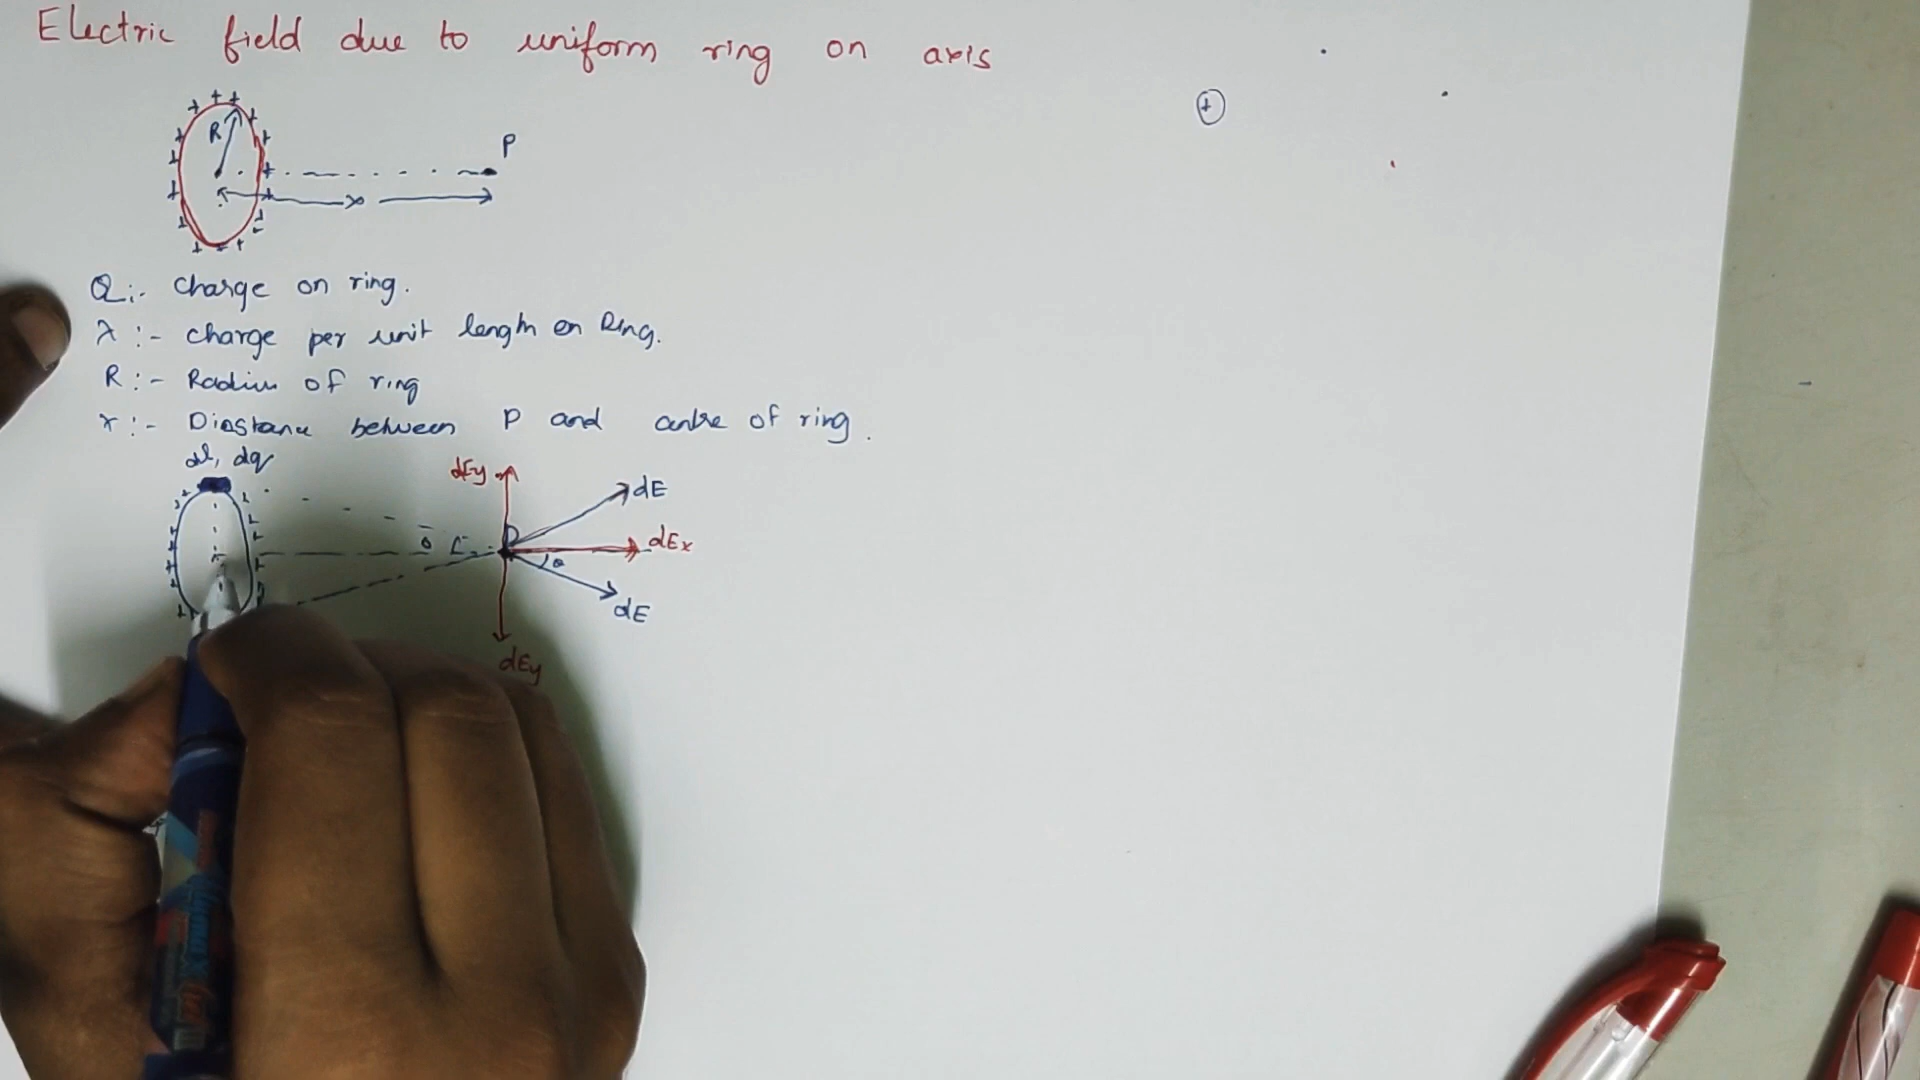 Electric field due to uniform ring on axis
R
P
x
+
Q:- Charge on ring.
λ :- Charge per unit length on Ring.
R :- Radius of ring
x :- Diastance between P and centre of ring.
dl, dq
dEy
dE
P
θ
dEx
θ
dE
dEy